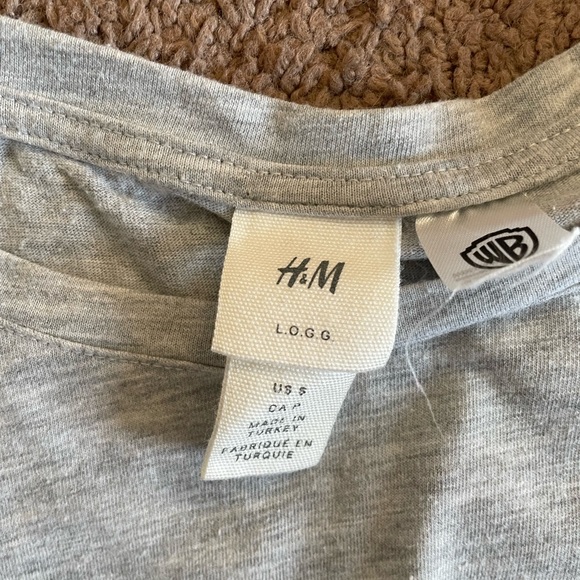 H&M
L.O.G.G.
WB
US S
CA P
MADE IN
TURKEY
FABRIQUÉ EN
TURQUIE